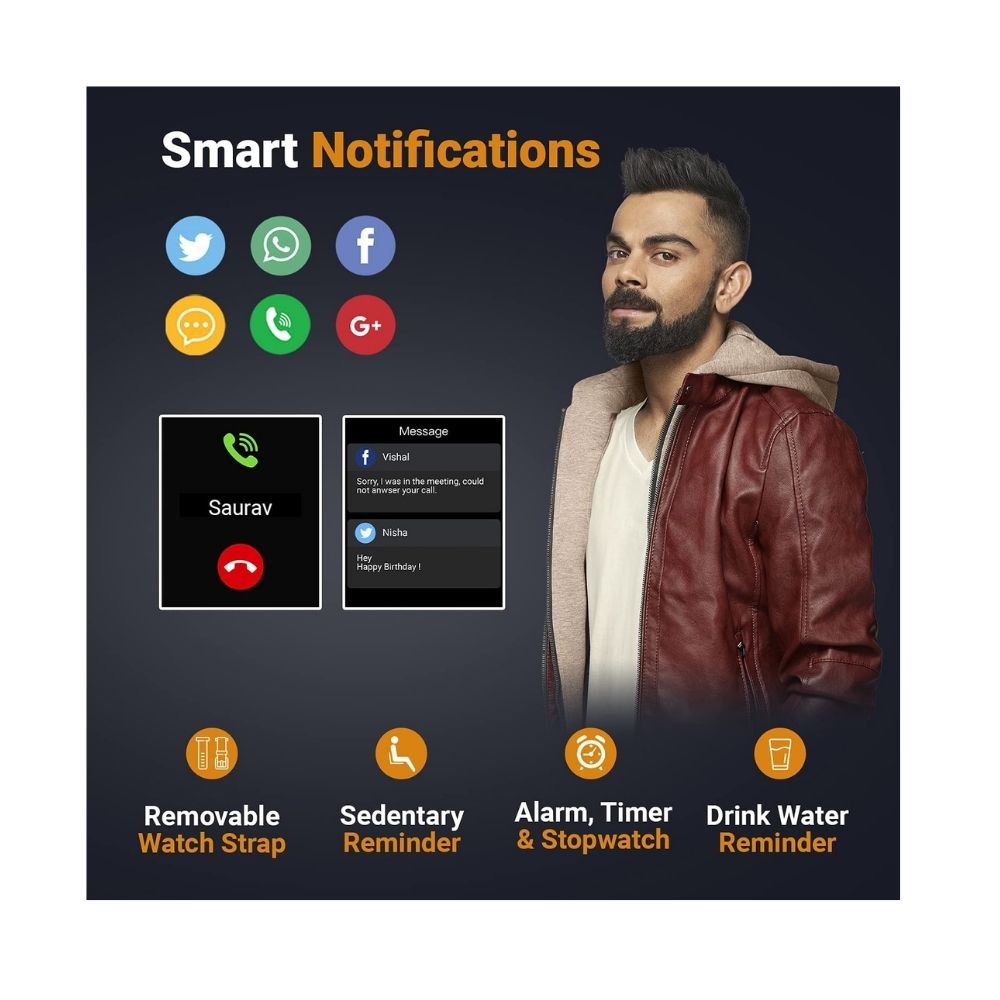 Smart Notifications
f
G+
Saurav
Message
f Vishal
Sorry, I was in the meeting, could
not anwser your call.
Nisha
Hey
Happy Birthday !
Removable
Watch Strap
Sedentary
Reminder
Alarm, Timer
& Stopwatch
Drink Water
Reminder